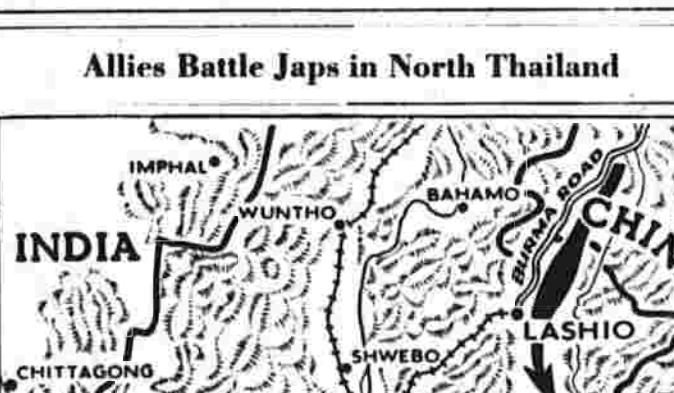 Allies Battle Japs in North Thailand
IMPHAL
BAHAMO
BURMA ROAD
WUNTHO
CHIN
INDIA
LASHIO
SHWEBO
CHITTAGONG